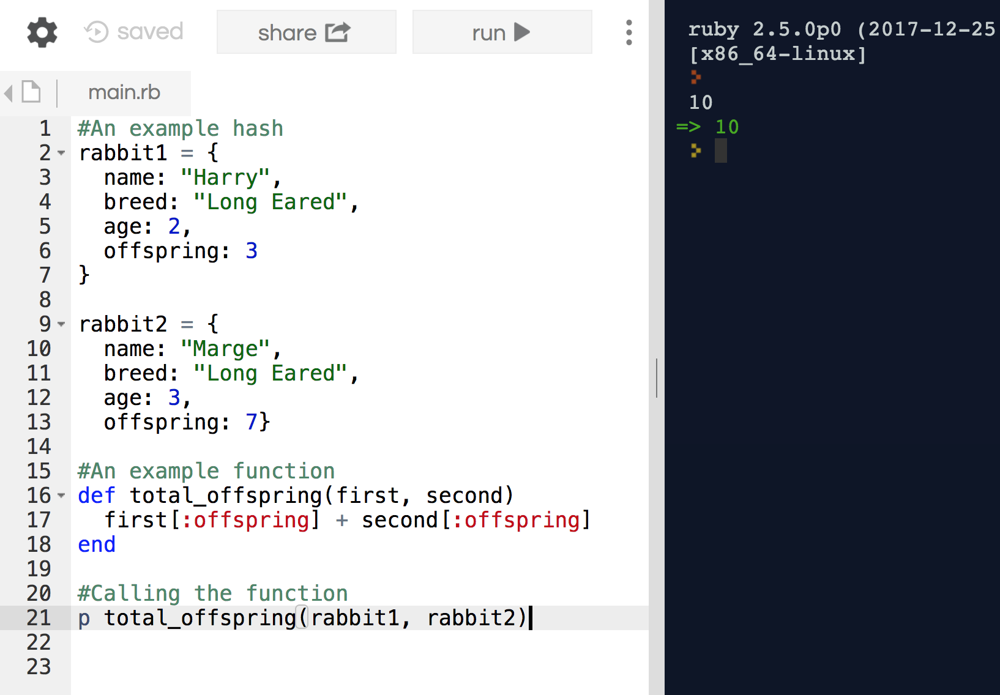 saved
share
run
main.rb
1 #An example hash
2 rabbit1 = {
3   name: "Harry",
4   breed: "Long Eared",
5   age: 2,
6   offspring: 3
7 }
8
9 rabbit2 = {
10   name: "Marge",
11   breed: "Long Eared",
12   age: 3,
13   offspring: 7}
14
15 #An example function
16 def total_offspring(first, second)
17   first[:offspring] + second[:offspring]
18 end
19
20 #Calling the function
21 p total_offspring(rabbit1, rabbit2)
22
23
ruby 2.5.0p0 (2017-12-25
[x86_64-linux]
10
=> 10